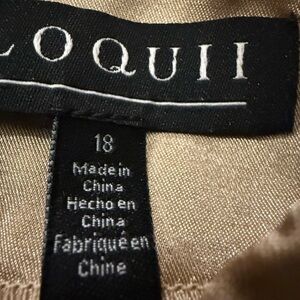 LOQUII
18
Made in
China
Hecho en
China
Fabriqué en
Chine